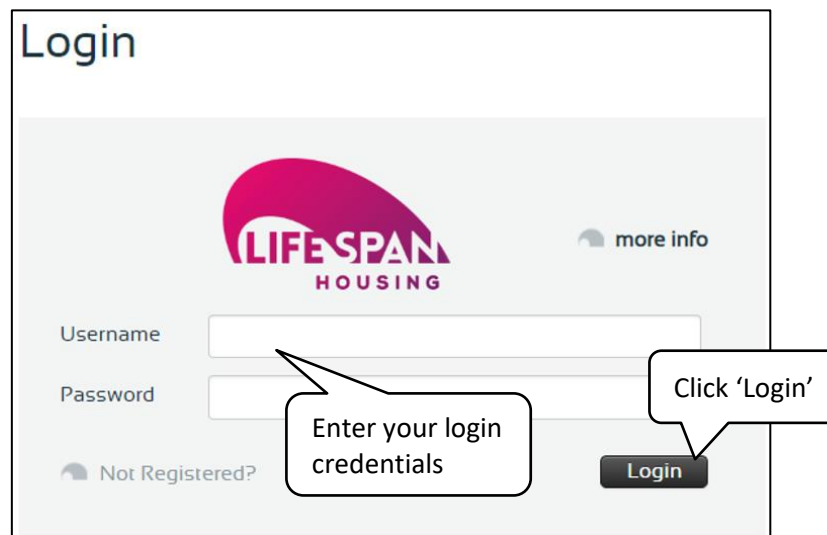 Login
LIFESPAN
HOUSING
more info
Username
Password
Click ‘Login’
Enter your login
credentials
Not Registered?
Login